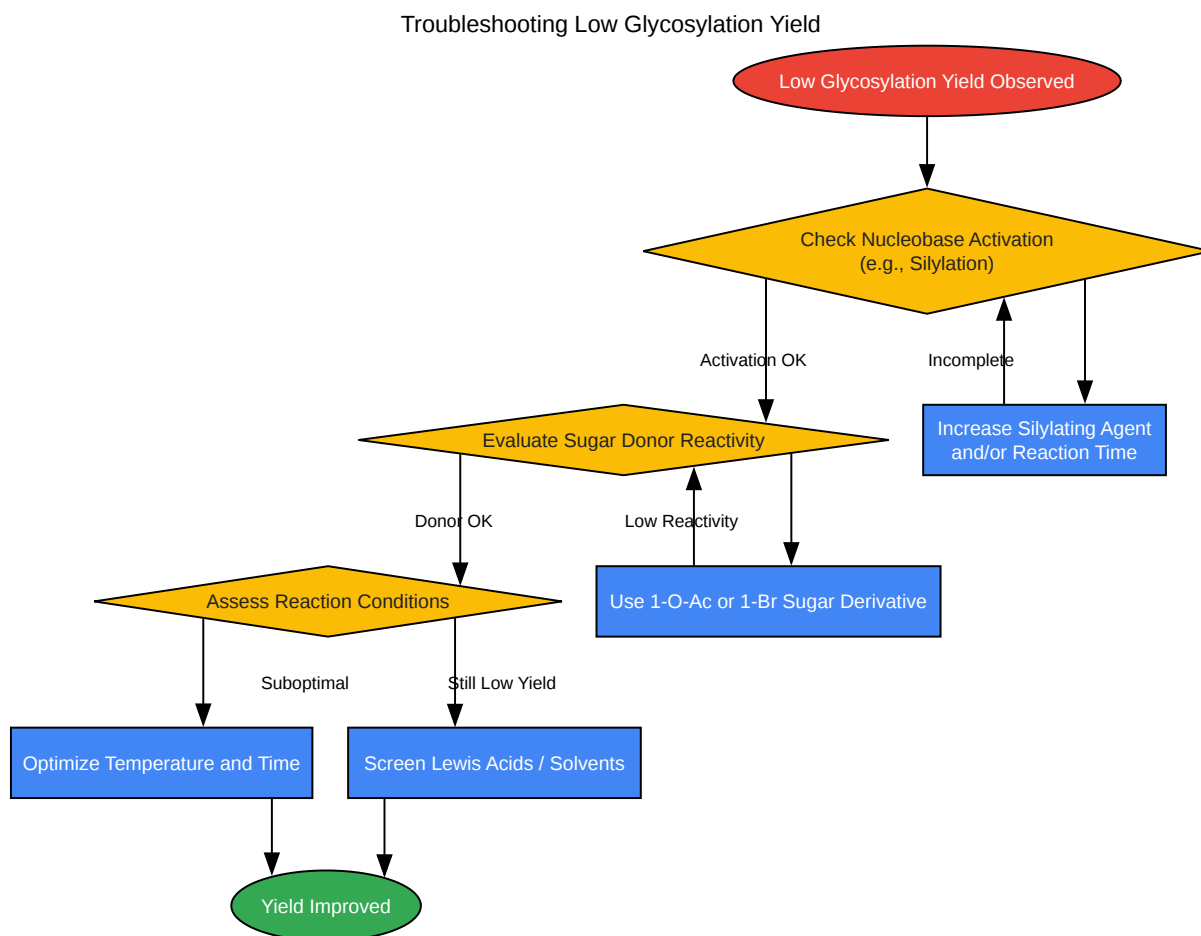 Troubleshooting Low Glycosylation Yield
Low Glycosylation Yield Observed
Check Nucleobase Activation
(e.g., Silylation)
Activation OK
Incomplete
Increase Silylating Agent
and/or Reaction Time
Evaluate Sugar Donor Reactivity
Donor OK
Low Reactivity
Assess Reaction Conditions
Use 1-O-Ac or 1-Br Sugar Derivative
Suboptimal
Still Low Yield
Optimize Temperature and Time
Screen Lewis Acids / Solvents
Yield Improved